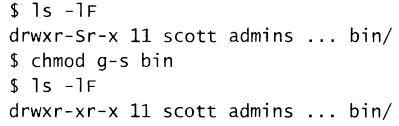 $ ls -lF
drwxr-Sr-x 11 scott admins ... bin/
$ chmod g-s bin
$ ls -lF
drwxr-xr-x 11 scott admins ... bin/